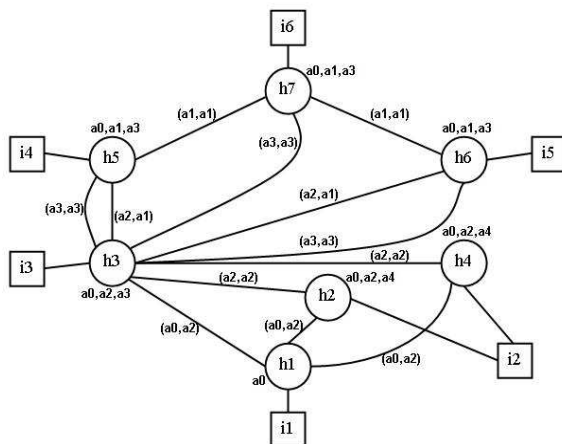 i6
a0,a1,a3
h7
(a1,a1)
(a1,a1)
a0,a1,a3
a0,a1,a3
(a3,a3)
i4
h5
h6
i5
(a3,a3)
(a2,a1)
(a2,a1)
(a3,a3)
a0,a2,a4
i3
h3
(a2,a2)
h4
a0,a2,a3
(a2,a2)
a0,a2,a4
h2
(a0,a2)
(a0,a2)
(a0,a2)
i2
h1
a0
i1